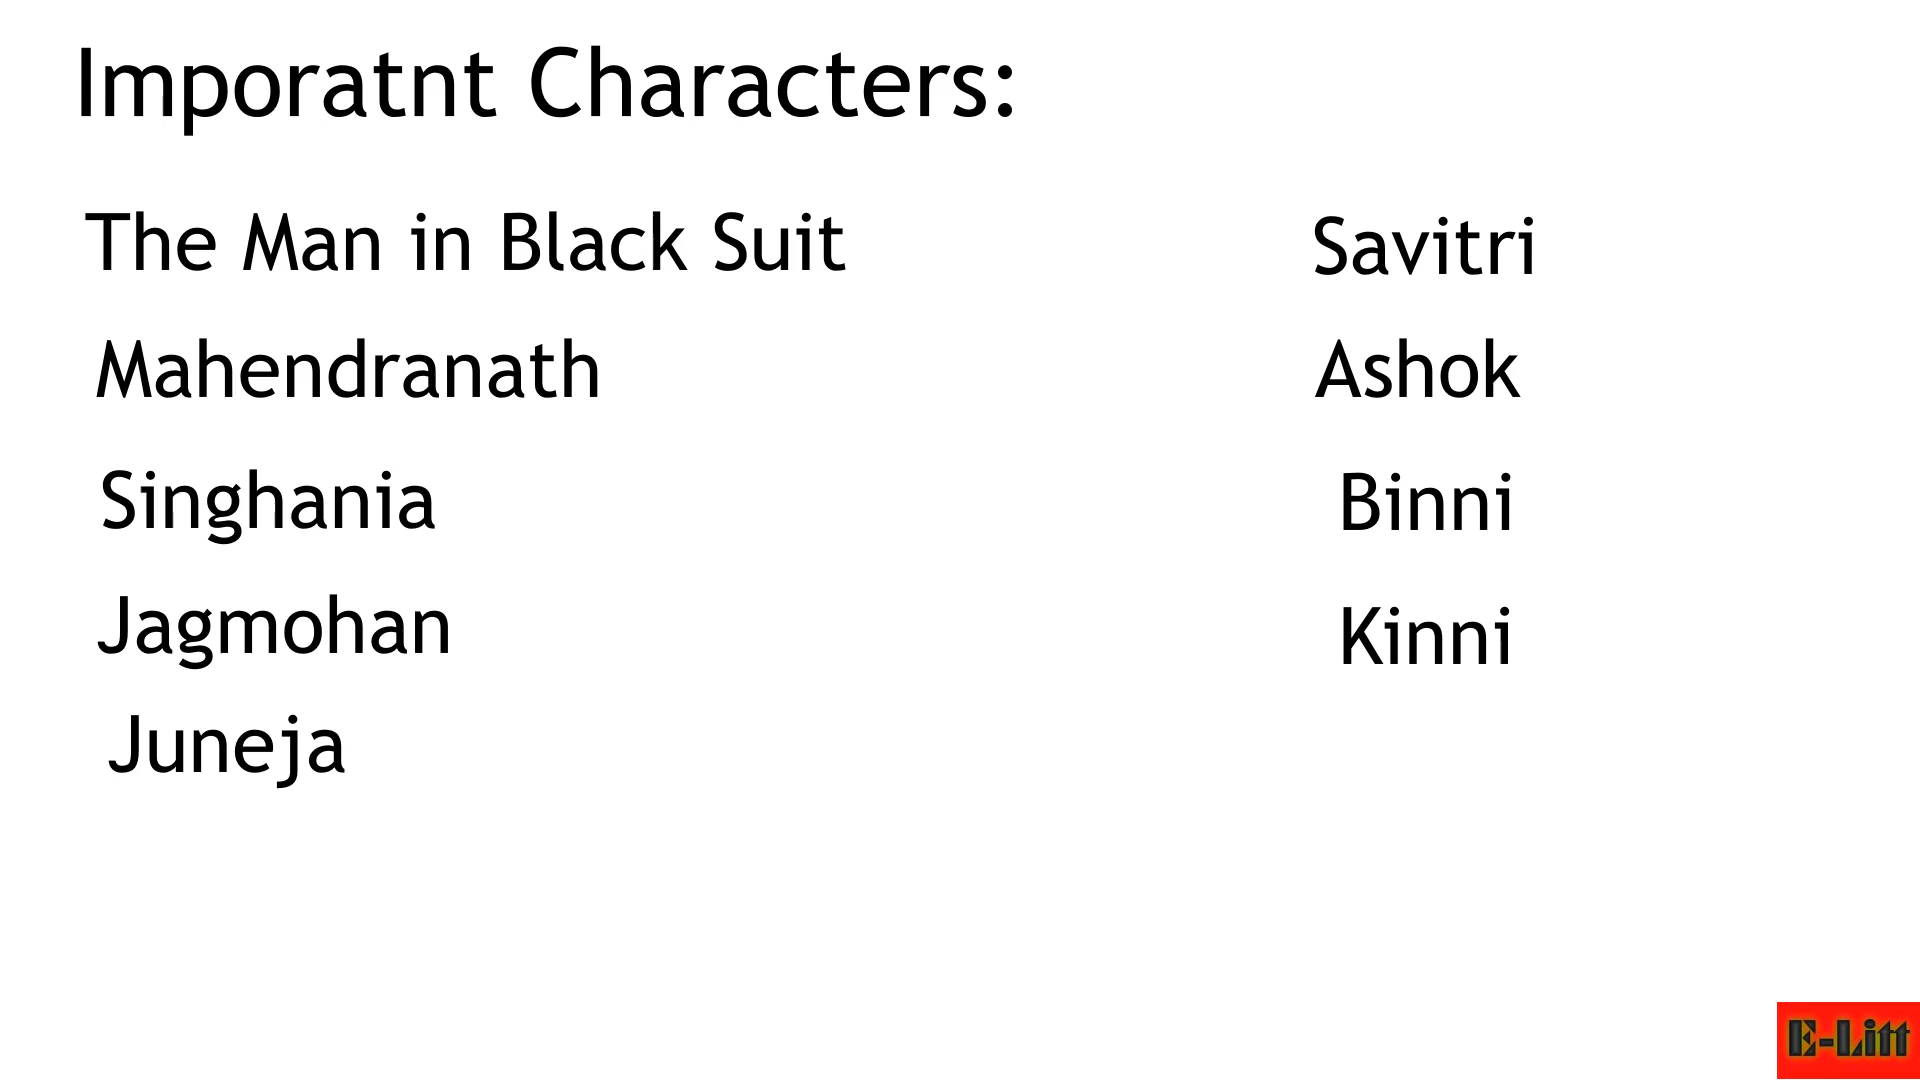 Imporatnt Characters:
The Man in Black Suit
Mahendranath
Singhania
Jagmohan
Juneja
Savitri
Ashok
Binni
Kinni
E-Litt